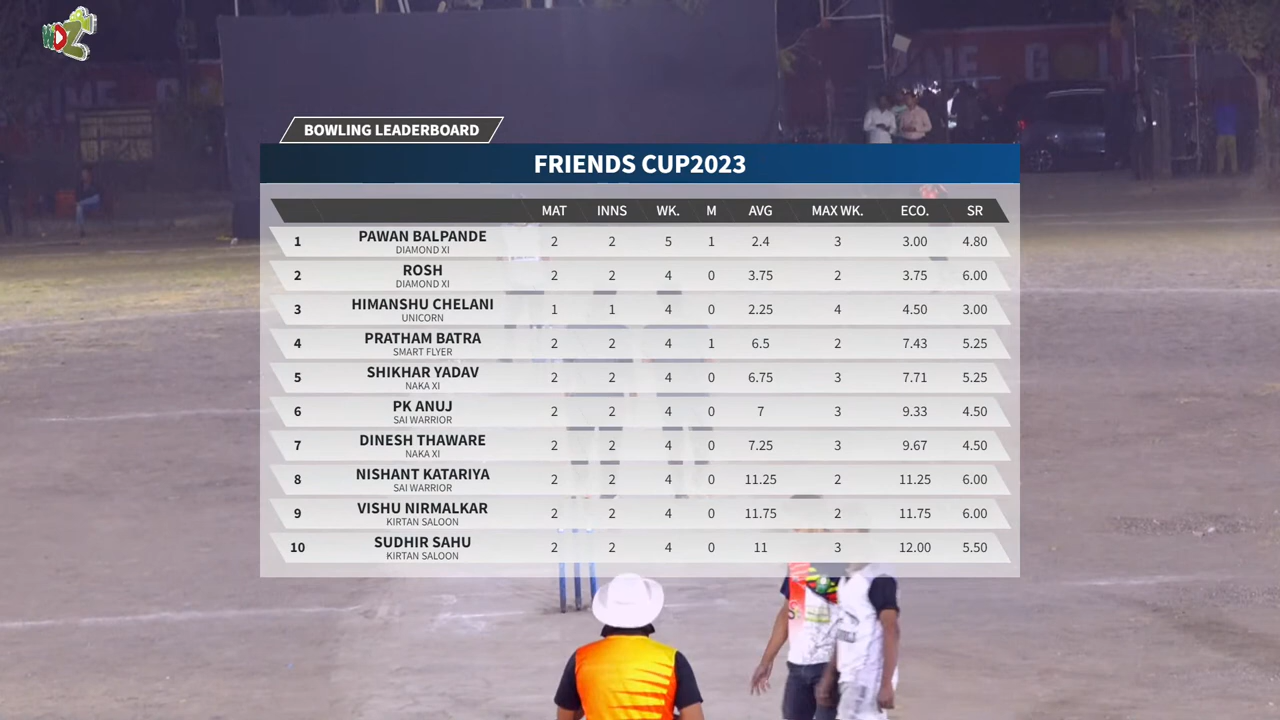 WDZ
BOWLING LEADERBOARD
FRIENDS CUP2023
MAT INNS WK. M AVG MAX WK. ECO. SR
1 PAWAN BALPANDE 2 2 5 1 2.4 3 3.00 4.80
DIAMOND XI
2 ROSH 2 2 4 0 3.75 2 3.75 6.00
DIAMOND XI
3 HIMANSHU CHELANI 1 1 4 0 2.25 4 4.50 3.00
UNICORN
4 PRATHAM BATRA 2 2 4 1 6.5 2 7.43 5.25
SMART FLYER
5 SHIKHAR YADAV 2 2 4 0 6.75 3 7.71 5.25
NAKA XI
6 PK ANUJ 2 2 4 0 7 3 9.33 4.50
SAI WARRIOR
7 DINESH THAWARE 2 2 4 0 7.25 3 9.67 4.50
NAKA XI
8 NISHANT KATARIYA 2 2 4 0 11.25 2 11.25 6.00
SAI WARRIOR
9 VISHU NIRMALKAR 2 2 4 0 11.75 2 11.75 6.00
KIRTAN SALOON
10 SUDHIR SAHU 2 2 4 0 11 3 12.00 5.50
KIRTAN SALOON